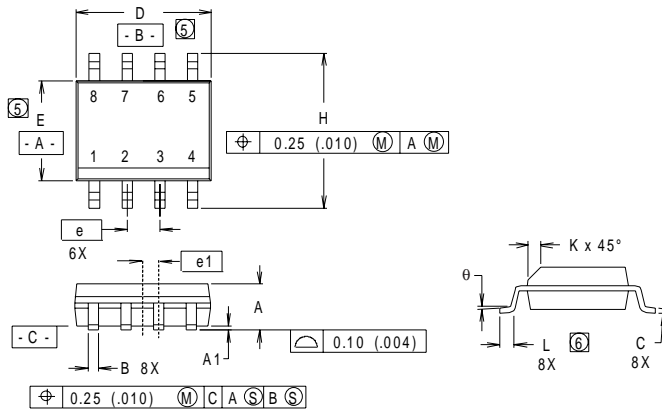 D
- B - 5
8 7 6 5
5 E
- A -
H
⌖ 0.25 (.010) Ⓜ A Ⓜ
1 2 3 4
e
6X
e1
K x 45°
θ
A
- C -
A1
⌓ 0.10 (.004)
B 8X
L 6
8X
C
8X
⌖ 0.25 (.010) Ⓜ C A Ⓢ B Ⓢ